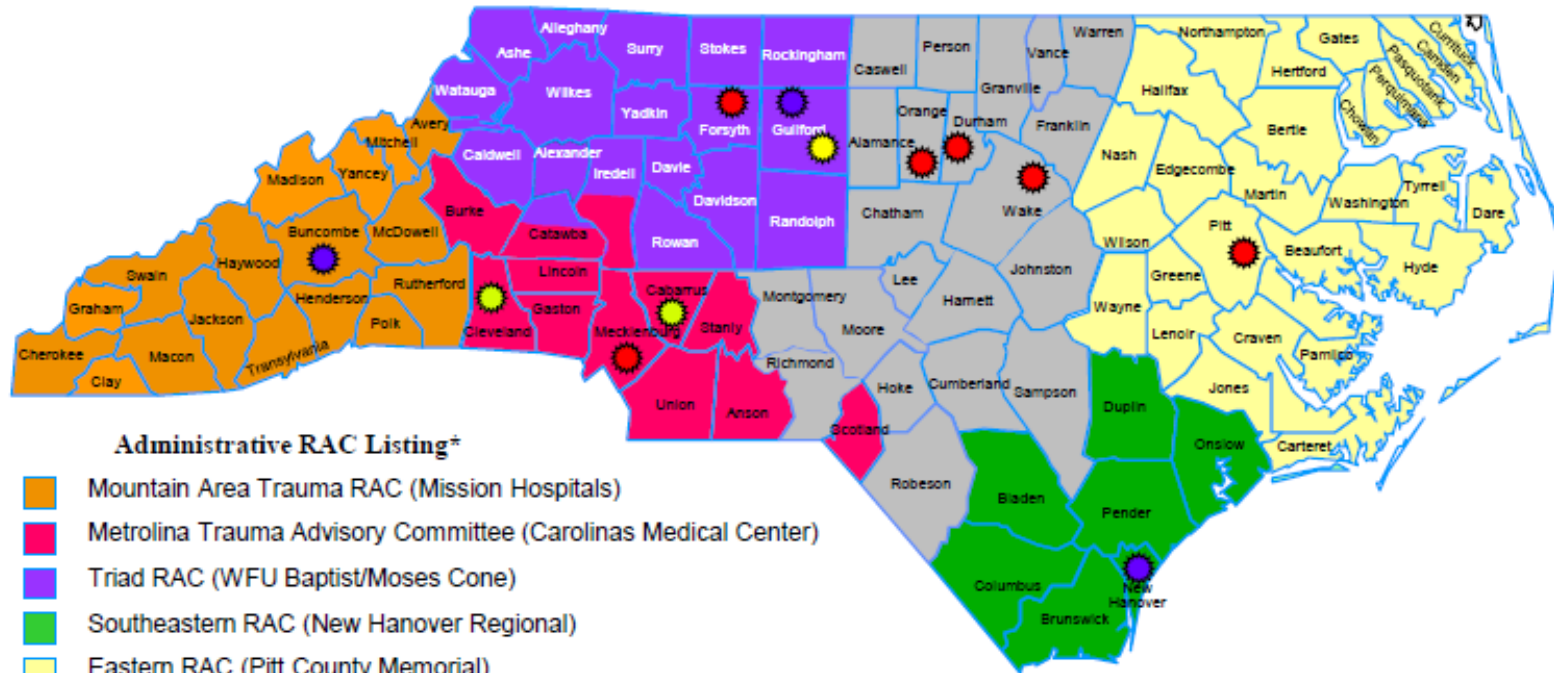 Alleghany
Ashe
Surry
Stokes
Rockingham
Caswell
Person
Vance
Warren
Granville
Northampton
Gates
Hertford
Currituck
Camden
Pasquotank
Perquimans
Chowan
Watauga
Wilkes
Yadkin
Forsyth
Guilford
Alamance
Orange
Durham
Franklin
Halifax
Bertie
Avery
Mitchell
Yancey
Madison
Caldwell
Alexander
Iredell
Davie
Davidson
Randolph
Chatham
Wake
Nash
Edgecombe
Martin
Washington
Tyrrell
Dare
Buncombe
McDowell
Burke
Catawba
Rowan
Swain
Haywood
Graham
Jackson
Henderson
Rutherford
Polk
Lincoln
Gaston
Cleveland
Cabarrus
Mecklenburg
Stanly
Montgomery
Moore
Lee
Harnett
Johnston
Wilson
Greene
Pitt
Beaufort
Hyde
Wayne
Lenoir
Craven
Pamlico
Jones
Carteret
Cherokee
Clay
Macon
Transylvania
Union
Anson
Richmond
Scotland
Hoke
Cumberland
Sampson
Robeson
Duplin
Onslow
Bladen
Pender
Columbus
Brunswick
New
Hanover
Administrative RAC Listing*
Mountain Area Trauma RAC (Mission Hospitals)
Metrolina Trauma Advisory Committee (Carolinas Medical Center)
Triad RAC (WFU Baptist/Moses Cone)
Southeastern RAC (New Hanover Regional)
Eastern RAC (Pitt County Memorial)